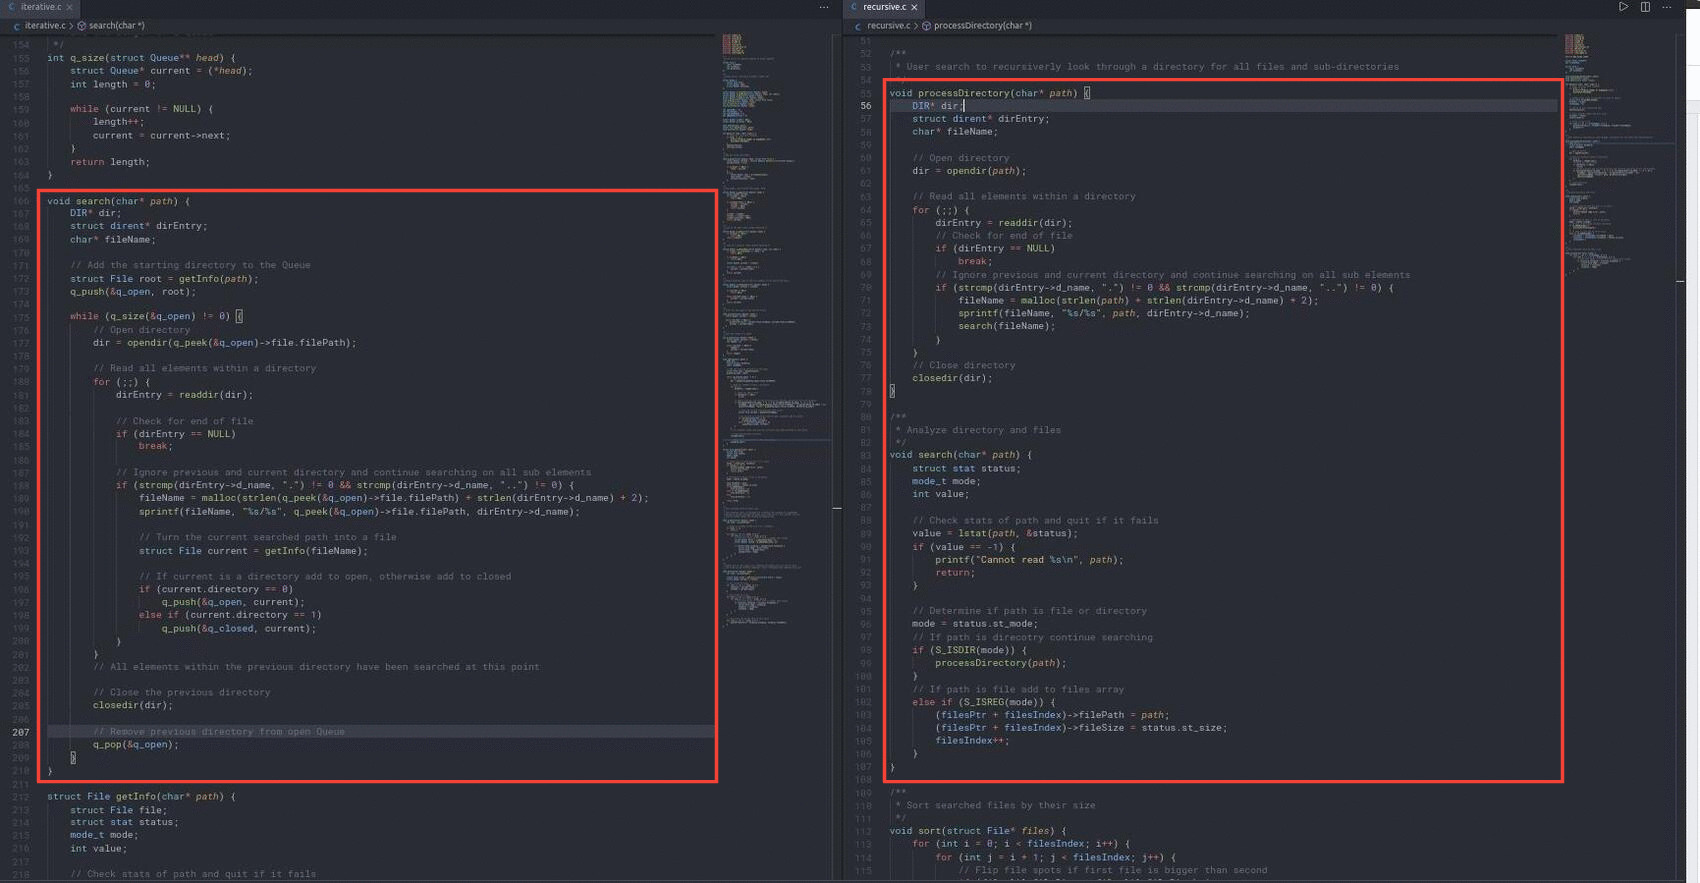 iterative.c ×
iterative.c > search(char *)
154 */
155 int q_size(struct Queue** head) {
156 struct Queue* current = (*head);
157 int length = 0;
158
159 while (current != NULL) {
160 length++;
161 current = current->next;
162 }
163 return length;
164 }
165
166 void search(char* path) {
167 DIR* dir;
168 struct dirent* dirEntry;
169 char* fileName;
170
171 // Add the starting directory to the Queue
172 struct File root = getInfo(path);
173 q_push(&q_open, root);
174
175 while (q_size(&q_open) != 0) {
176 // Open directory
177 dir = opendir(q_peek(&q_open)->file.filePath);
178
179 // Read all elements within a directory
180 for (;;) {
181 dirEntry = readdir(dir);
182
183 // Check for end of file
184 if (dirEntry == NULL)
185 break;
186
187 // Ignore previous and current directory and continue searching on all sub elements
188 if (strcmp(dirEntry->d_name, ".") != 0 && strcmp(dirEntry->d_name, "..") != 0) {
189 fileName = malloc(strlen(q_peek(&q_open)->file.filePath) + strlen(dirEntry->d_name) + 2);
190 sprintf(fileName, "%s/%s", q_peek(&q_open)->file.filePath, dirEntry->d_name);
191
192 // Turn the current searched path into a file
193 struct File current = getInfo(fileName);
194
195 // If current is a directory add to open, otherwise add to closed
196 if (current.directory == 0)
197 q_push(&q_open, current);
198 else if (current.directory == 1)
199 q_push(&q_closed, current);
200 }
201 }
202 // All elements within the previous directory have been searched at this point
203
204 // Close the previous directory
205 closedir(dir);
206
207 // Remove previous directory from open Queue
208 q_pop(&q_open);
209 }
210 }
211
212 struct File getInfo(char* path) {
213 struct File file;
214 struct stat status;
215 mode_t mode;
216 int value;
217
218 // Check stats of path and quit if it fails
recursive.c ×
recursive.c > processDirectory(char *)
51
52 /**
53 * User search to recursiverly look through a directory for all files and sub-directories
54 */
55 void processDirectory(char* path) {
56 DIR* dir;
57 struct dirent* dirEntry;
58 char* fileName;
59
60 // Open directory
61 dir = opendir(path);
62
63 // Read all elements within a directory
64 for (;;) {
65 dirEntry = readdir(dir);
66 // Check for end of file
67 if (dirEntry == NULL)
68 break;
69 // Ignore previous and current directory and continue searching on all sub elements
70 if (strcmp(dirEntry->d_name, ".") != 0 && strcmp(dirEntry->d_name, "..") != 0) {
71 fileName = malloc(strlen(path) + strlen(dirEntry->d_name) + 2);
72 sprintf(fileName, "%s/%s", path, dirEntry->d_name);
73 search(fileName);
74 }
75 }
76 // Close directory
77 closedir(dir);
78 }
79
80 /**
81 * Analyze directory and files
82 */
83 void search(char* path) {
84 struct stat status;
85 mode_t mode;
86 int value;
87
88 // Check stats of path and quit if it fails
89 value = lstat(path, &status);
90 if (value == -1) {
91 printf("Cannot read %s\n", path);
92 return;
93 }
94
95 // Determine if path is file or directory
96 mode = status.st_mode;
97 // If path is direcotry continue searching
98 if (S_ISDIR(mode)) {
99 processDirectory(path);
100 }
101 // If path is file add to files array
102 else if (S_ISREG(mode)) {
103 (filesPtr + filesIndex)->filePath = path;
104 (filesPtr + filesIndex)->fileSize = status.st_size;
105 filesIndex++;
106 }
107 }
108
109 /**
110 * Sort searched files by their size
111 */
112 void sort(struct File* files) {
113 for (int i = 0; i < filesIndex; i++) {
114 for (int j = i + 1; j < filesIndex; j++) {
115 // Flip file spots if first file is bigger than second